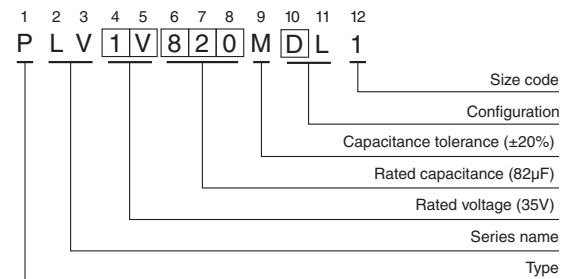 1 2 3 4 5 6 7 8 9 10 11 12
P L V 1 V 8 2 0 M D L 1
Size code
Configuration
Capacitance tolerance (±20%)
Rated capacitance (82µF)
Rated voltage (35V)
Series name
Type